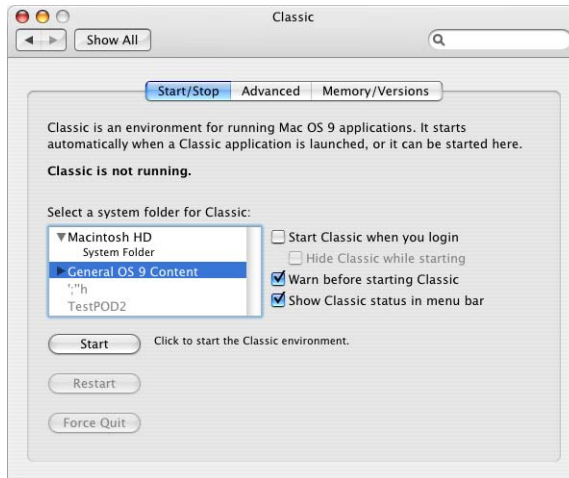 Classic
Show All
Start/Stop Advanced Memory/Versions
Classic is an environment for running Mac OS 9 applications. It starts
automatically when a Classic application is launched, or it can be started here.
Classic is not running.
Select a system folder for Classic:
Macintosh HD
System Folder
General OS 9 Content
';"h
TestPOD2
Start Classic when you login
Hide Classic while starting
Warn before starting Classic
Show Classic status in menu bar
Start Click to start the Classic environment.
Restart
Force Quit